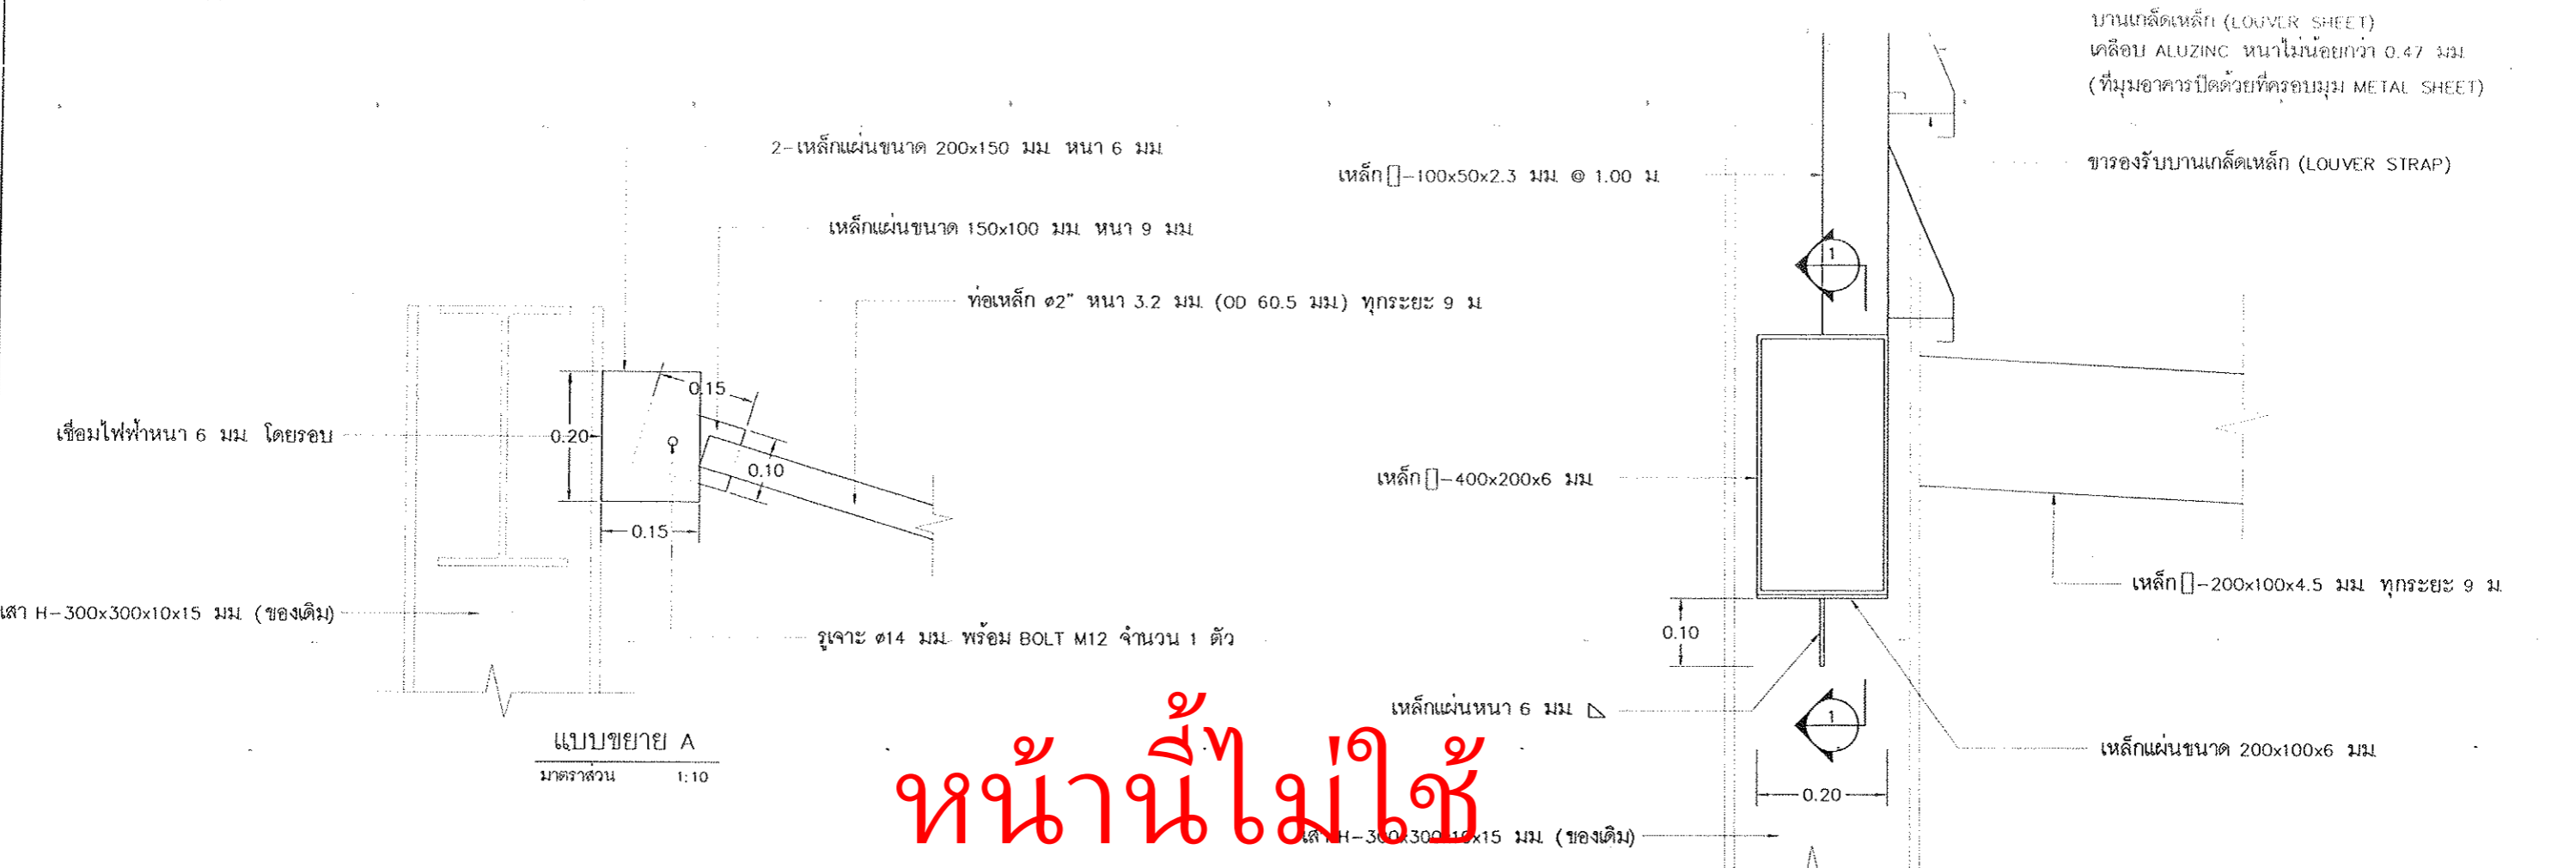 บานเกล็ดเหล็ก (LOUVER SHEET)
เคลือบ ALUZINC หนาไม่น้อยกว่า 0.47 มม.
(ที่มุมอาคารปิดด้วยที่ครอบมุม METAL SHEET)
2-เหล็กแผ่นขนาด 200x150 มม. หนา 6 มม.
เหล็ก[]-100x50x2.3 มม. @ 1.00 ม.
ขารองรับบานเกล็ดเหล็ก (LOUVER STRAP)
เหล็กแผ่นขนาด 150x100 มม. หนา 9 มม.
1
ท่อเหล็ก ø2" หนา 3.2 มม. (OD 60.5 มม.) ทุกระยะ 9 ม.
0.15
เชื่อมไฟฟ้าหนา 6 มม. โดยรอบ
0.20
0.10
เหล็ก[]-400x200x6 มม.
0.15
เหล็ก[]-200x100x4.5 มม. ทุกระยะ 9 ม.
เสา H-300x300x10x15 มม. (ของเดิม)
รูเจาะ ø14 มม. พร้อม BOLT M12 จำนวน 1 ตัว
0.10
เหล็กแผ่นหนา 6 มม.
1
แบบขยาย A
มาตราส่วน 1:10
เหล็กแผ่นขนาด 200x100x6 มม.
หน้านี้ไม่ใช้
0.20
เสา H-300x300x10x15 มม. (ของเดิม)